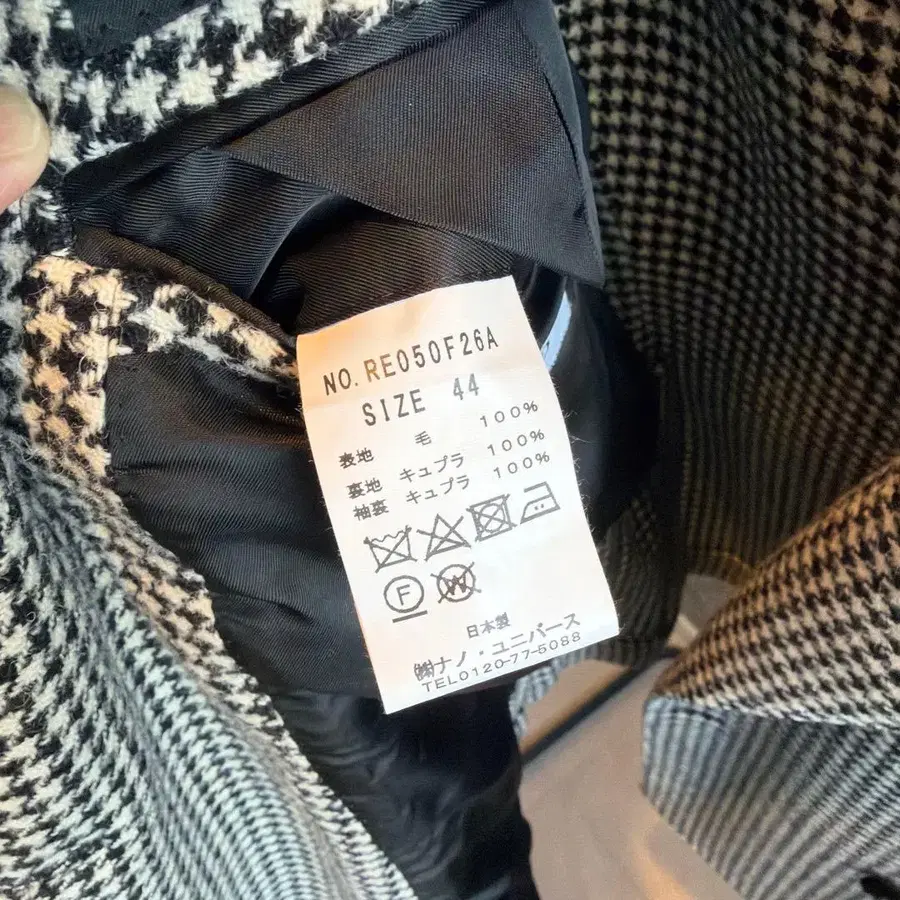 NO. RE050F26A
SIZE 44
表地 毛 100%
裏地 キュプラ 100%
袖裏 キュプラ 100%
F W
日本製
㈱ナノ・ユニバース
TEL0120-77-5088